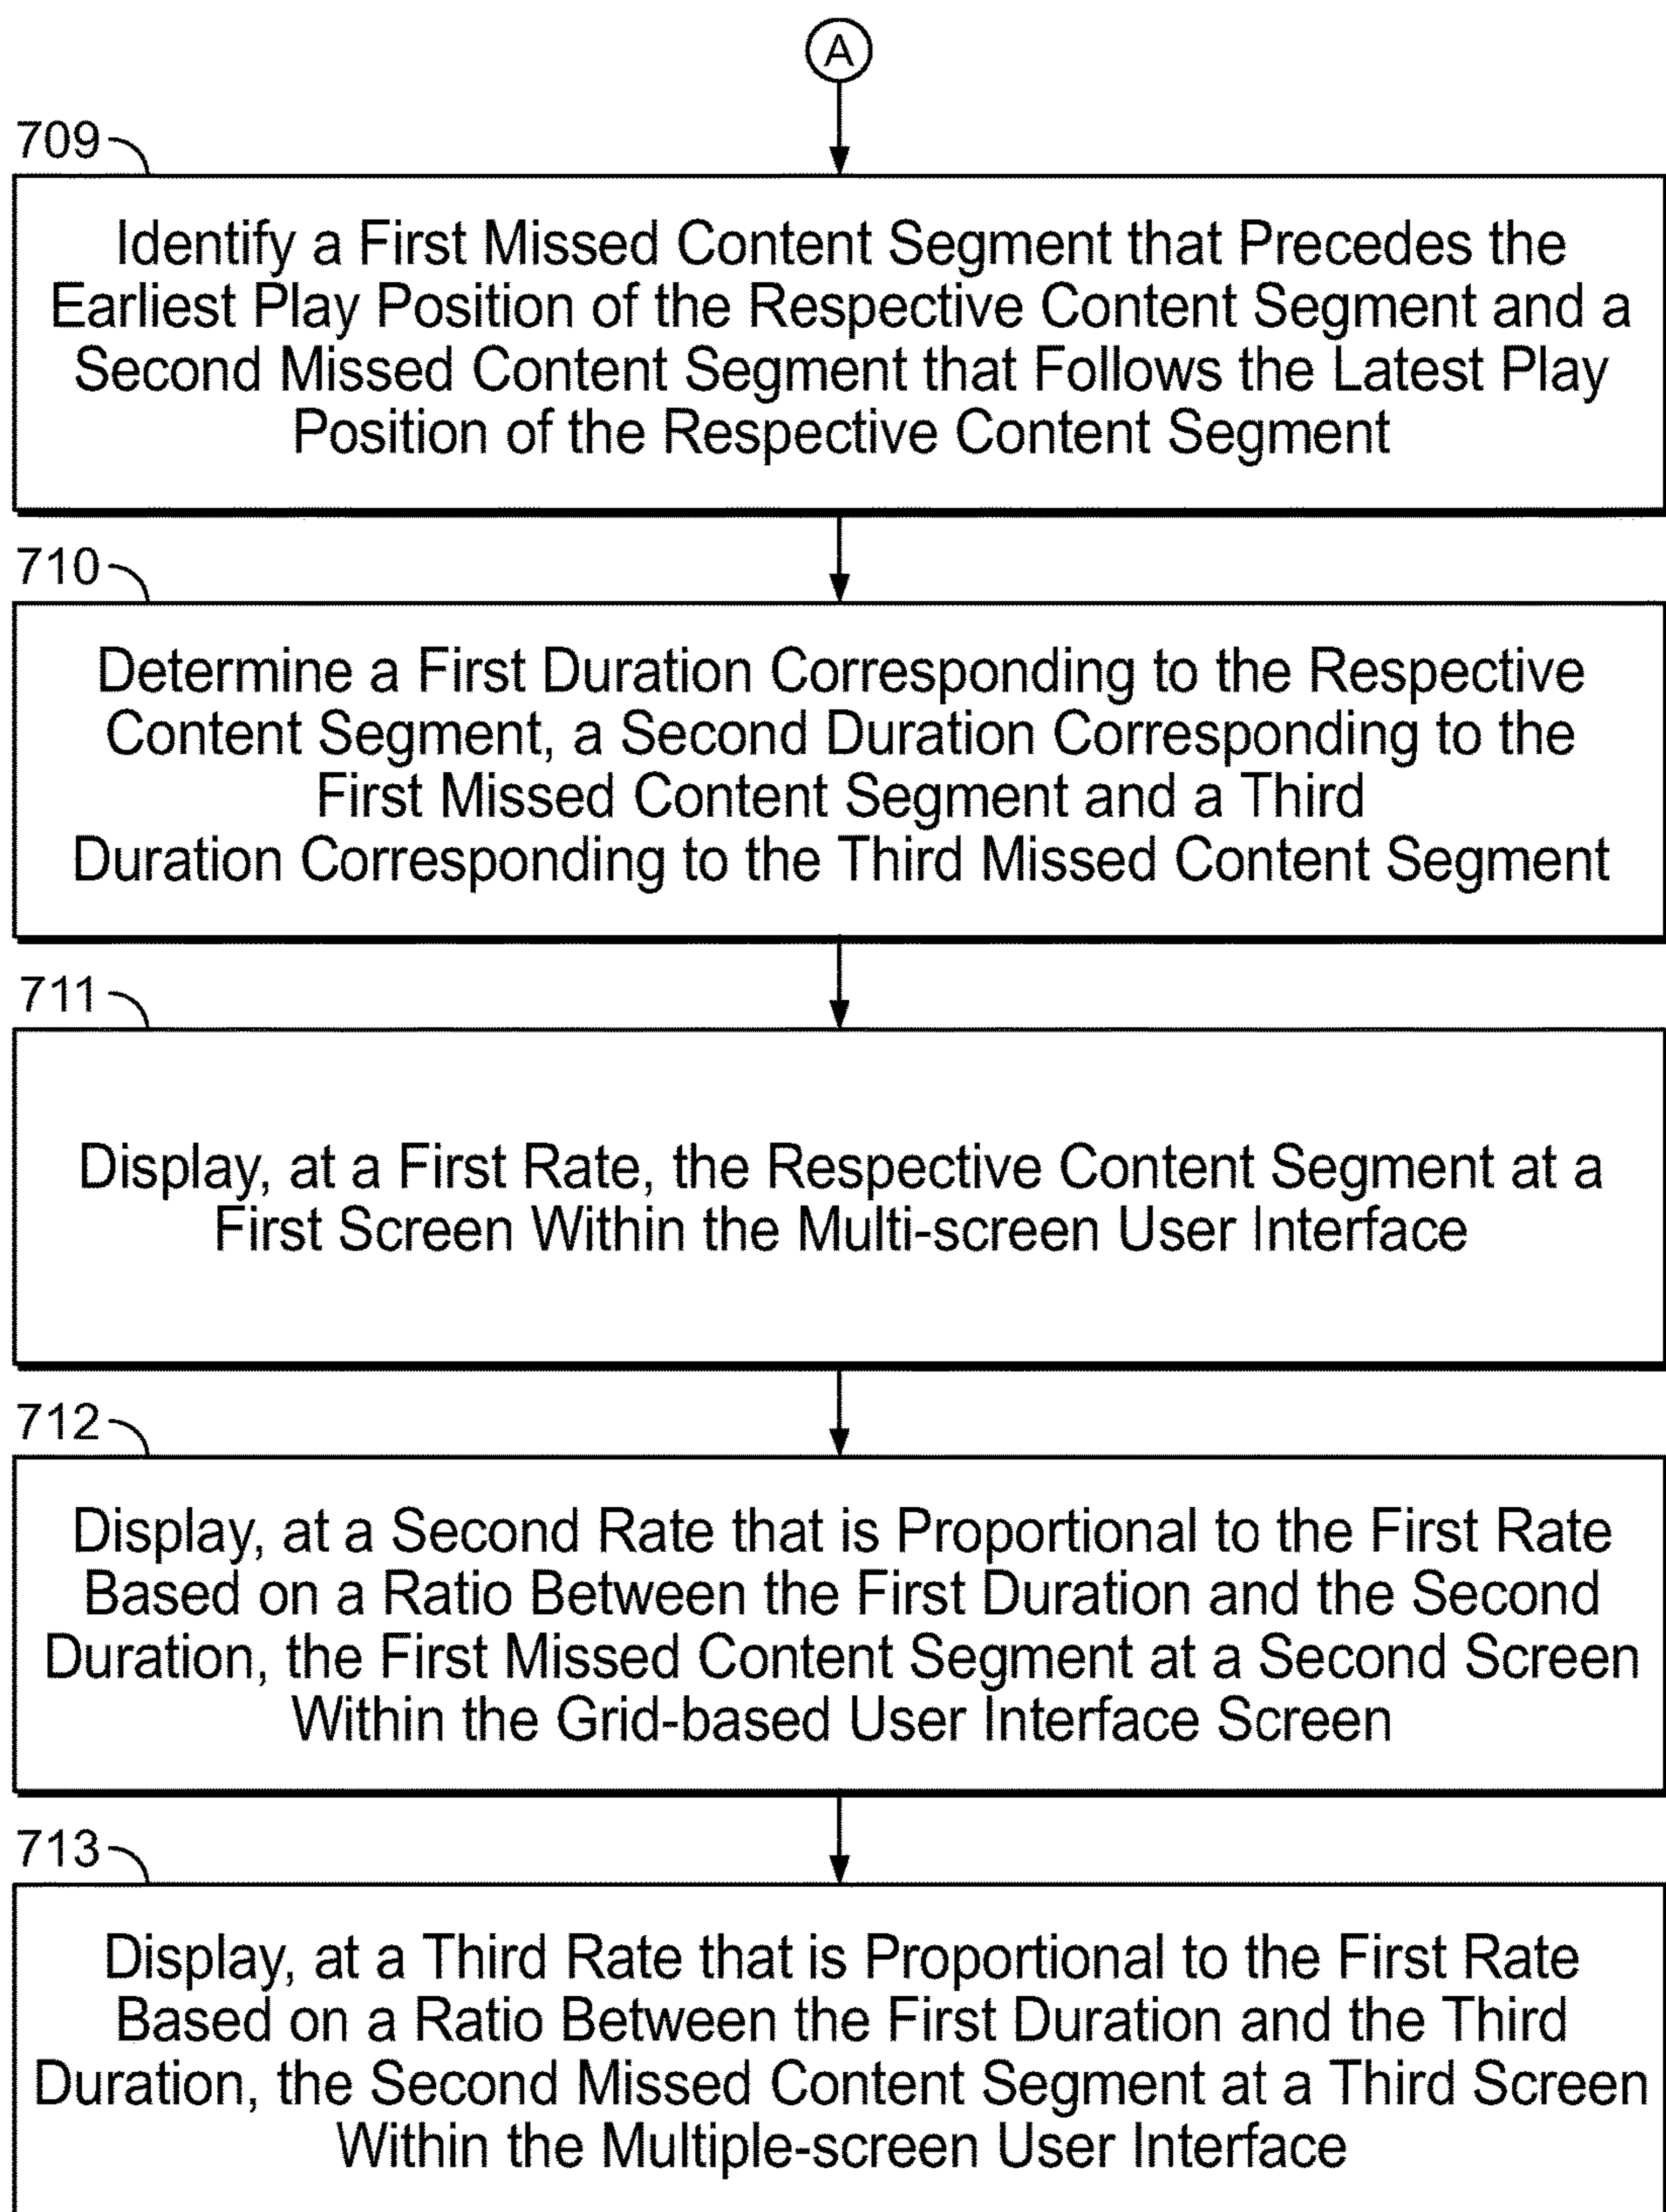 A
709
Identify a First Missed Content Segment that Precedes the
Earliest Play Position of the Respective Content Segment and a
Second Missed Content Segment that Follows the Latest Play
Position of the Respective Content Segment
710
Determine a First Duration Corresponding to the Respective
Content Segment, a Second Duration Corresponding to the
First Missed Content Segment and a Third
Duration Corresponding to the Third Missed Content Segment
711
Display, at a First Rate, the Respective Content Segment at a
First Screen Within the Multi-screen User Interface
712
Display, at a Second Rate that is Proportional to the First Rate
Based on a Ratio Between the First Duration and the Second
Duration, the First Missed Content Segment at a Second Screen
Within the Grid-based User Interface Screen
713
Display, at a Third Rate that is Proportional to the First Rate
Based on a Ratio Between the First Duration and the Third
Duration, the Second Missed Content Segment at a Third Screen
Within the Multiple-screen User Interface